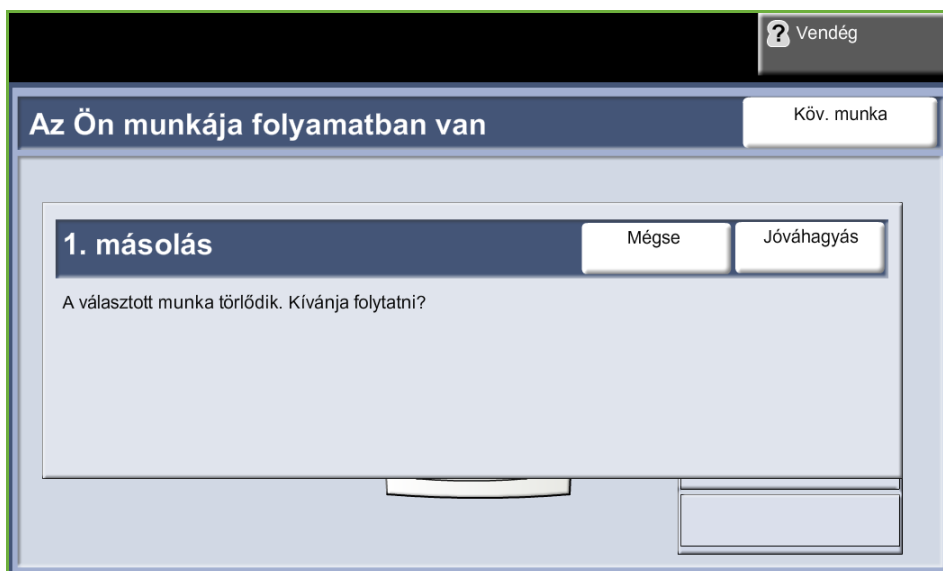 Vendég
Az Ön munkája folyamatban van
Köv. munka
1. másolás
Mégse
Jóváhagyás
A választott munka törlődik. Kívánja folytatni?